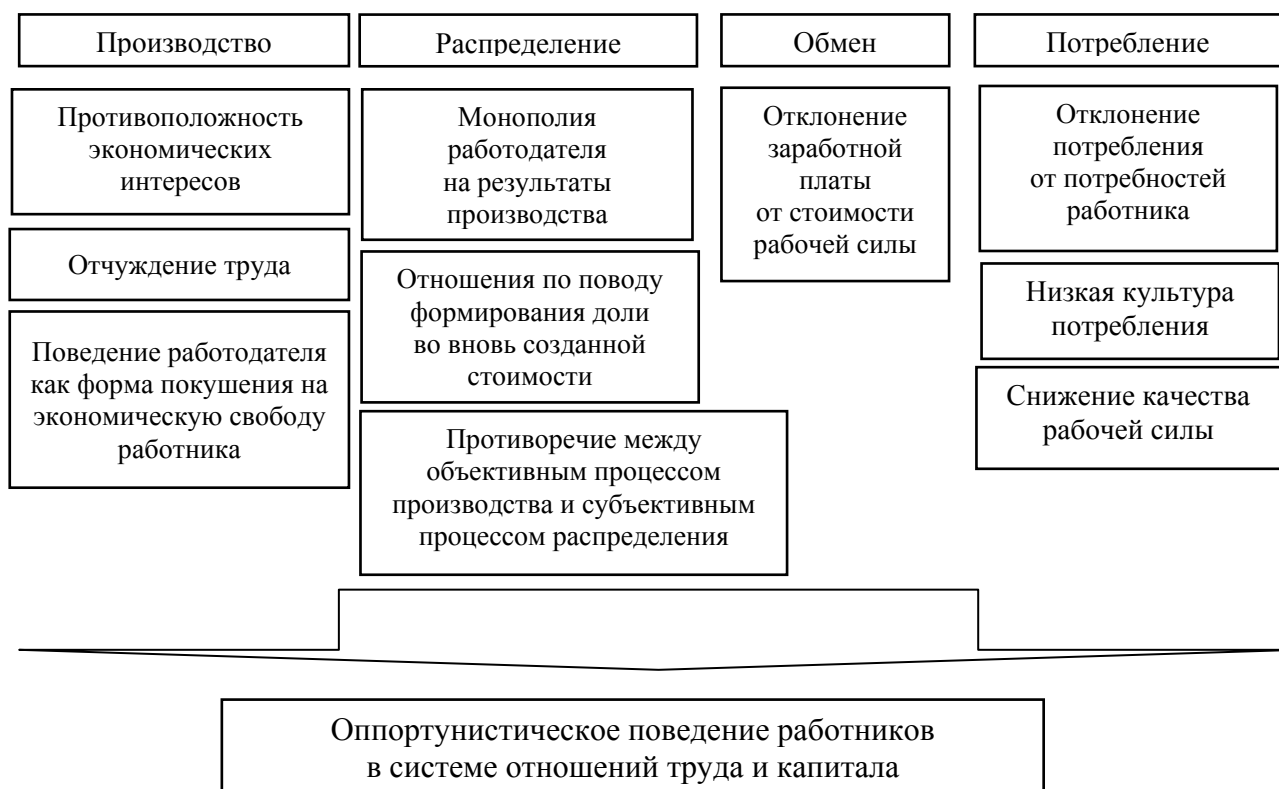 Производство
Распределение
Обмен
Потребление
Противоположность
экономических
интересов
Отчуждение труда
Поведение работодателя
как форма покушения на
экономическую свободу
работника
Монополия
работодателя
на результаты
производства
Отношения по поводу
формирования доли
во вновь созданной
стоимости
Противоречие между
объективным процессом
производства и субъективным
процессом распределения
Отклонение
заработной
платы
от стоимости
рабочей силы
Отклонение
потребления
от потребностей
работника
Низкая культура
потребления
Снижение качества
рабочей силы
Оппортунистическое поведение работников
в системе отношений труда и капитала